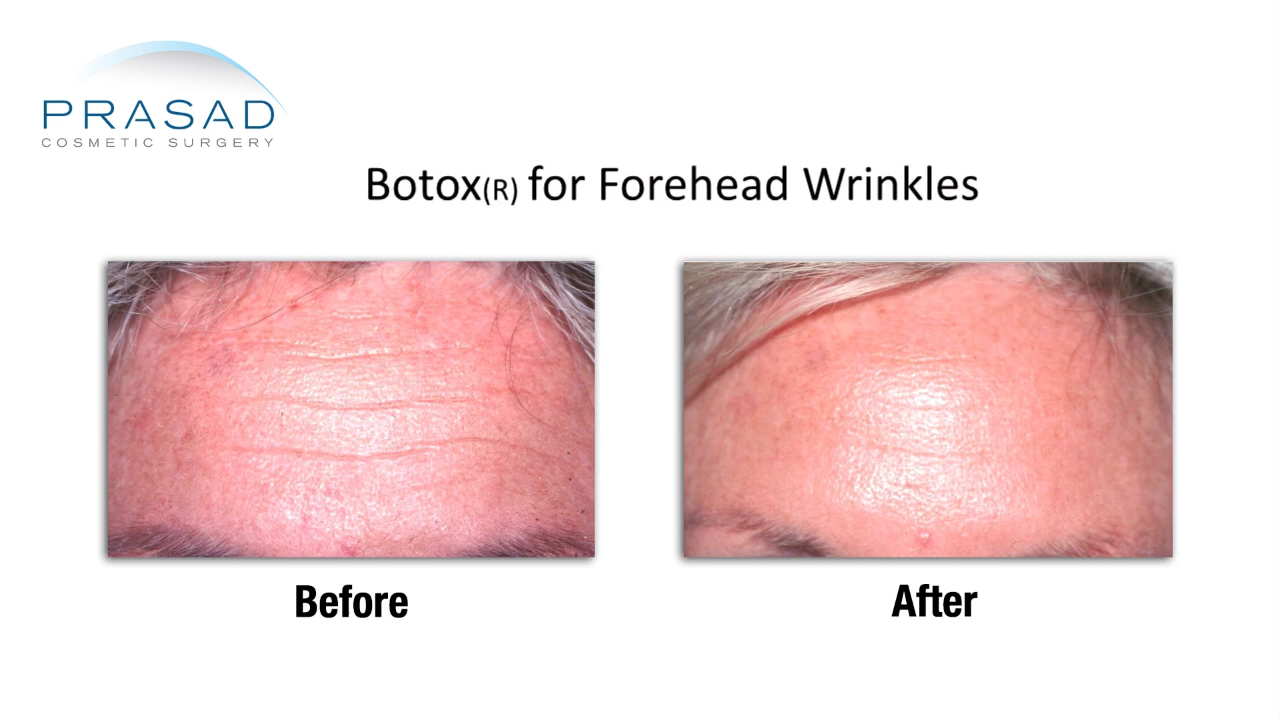 PRASAD
COSMETIC SURGERY
Botox(R) for Forehead Wrinkles
Before
After